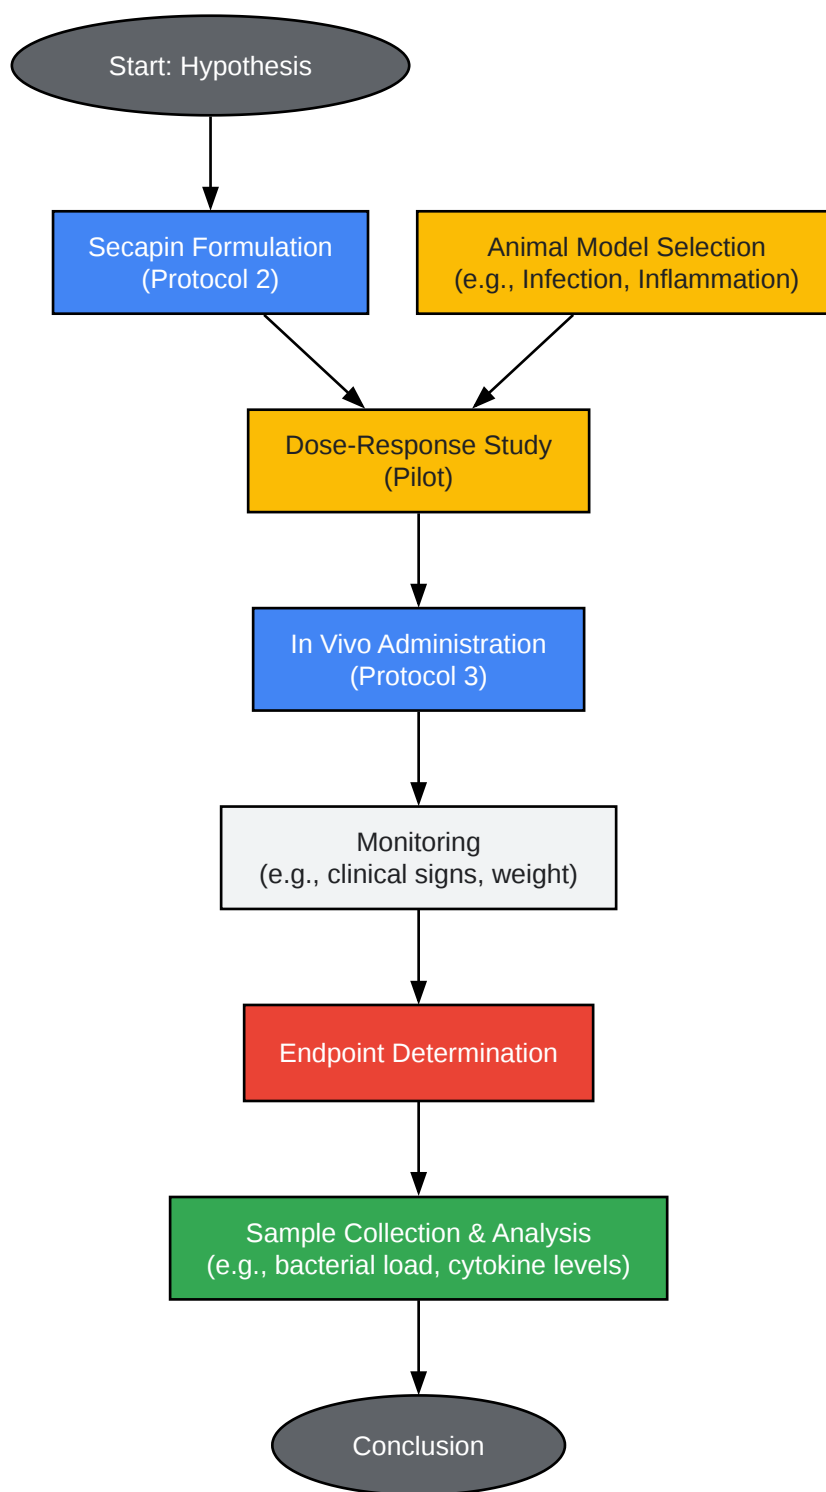 Start: Hypothesis
Secapin Formulation
(Protocol 2)
Animal Model Selection
(e.g., Infection, Inflammation)
Dose-Response Study
(Pilot)
In Vivo Administration
(Protocol 3)
Monitoring
(e.g., clinical signs, weight)
Endpoint Determination
Sample Collection & Analysis
(e.g., bacterial load, cytokine levels)
Conclusion